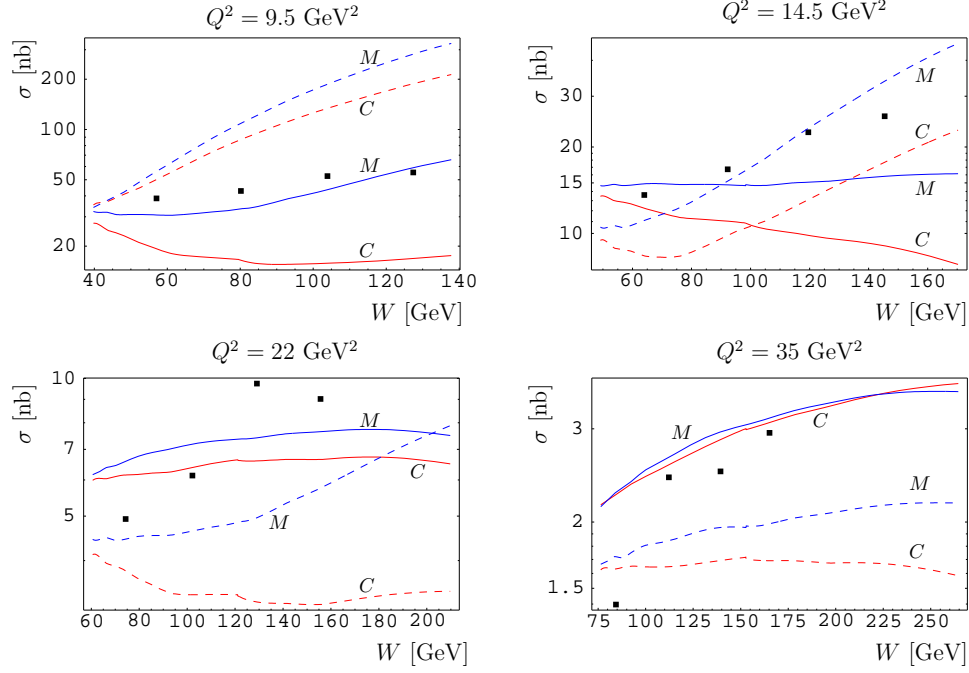 Q² = 9.5 GeV²
σ [nb]
200
100
50
20
M
C
M
C
40 60 80 100 120 140
W [GeV]
Q² = 14.5 GeV²
σ [nb]
30
20
15
10
M
C
M
C
60 80 100 120 140 160
W [GeV]
Q² = 22 GeV²
σ [nb]
10
7
5
M
C
M
C
60 80 100 120 140 160 180 200
W [GeV]
Q² = 35 GeV²
σ [nb]
3
2
1.5
M
C
M
C
75 100 125 150 175 200 225 250
W [GeV]